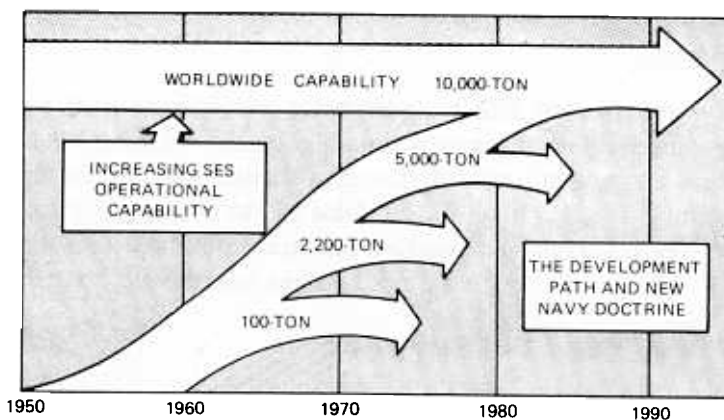 WORLDWIDE CAPABILITY 10,000-TON
INCREASING SES
OPERATIONAL
CAPABILITY
5,000-TON
2,200-TON
THE DEVELOPMENT
PATH AND NEW
NAVY DOCTRINE
100-TON
1950 1960 1970 1980 1990